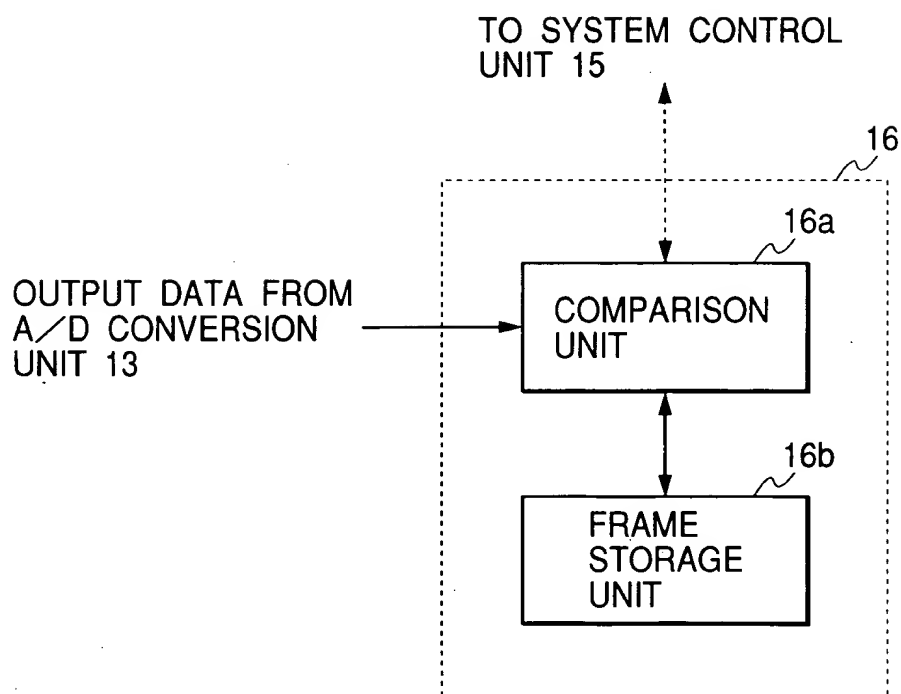 TO SYSTEM CONTROL
UNIT 15
16
16a
OUTPUT DATA FROM
A/D CONVERSION
UNIT 13
COMPARISON
UNIT
16b
FRAME
STORAGE
UNIT